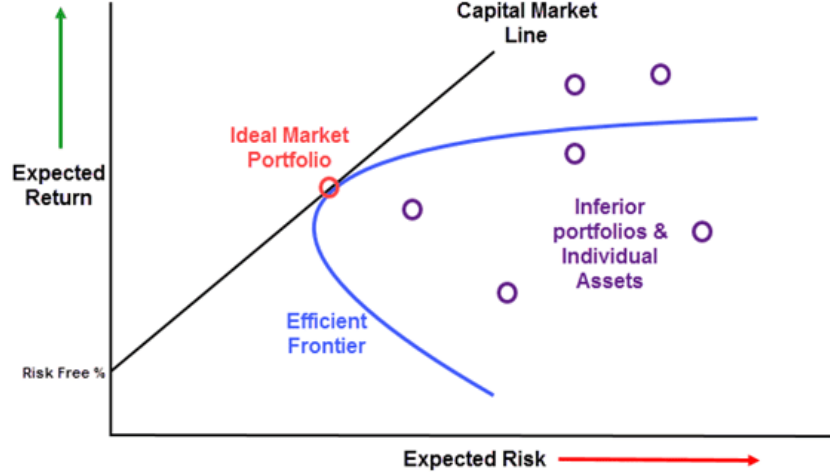 Capital Market
Line
Ideal Market
Portfolio
Expected
Return
Inferior
portfolios &
Individual
Assets
Efficient
Frontier
Risk Free %
Expected Risk